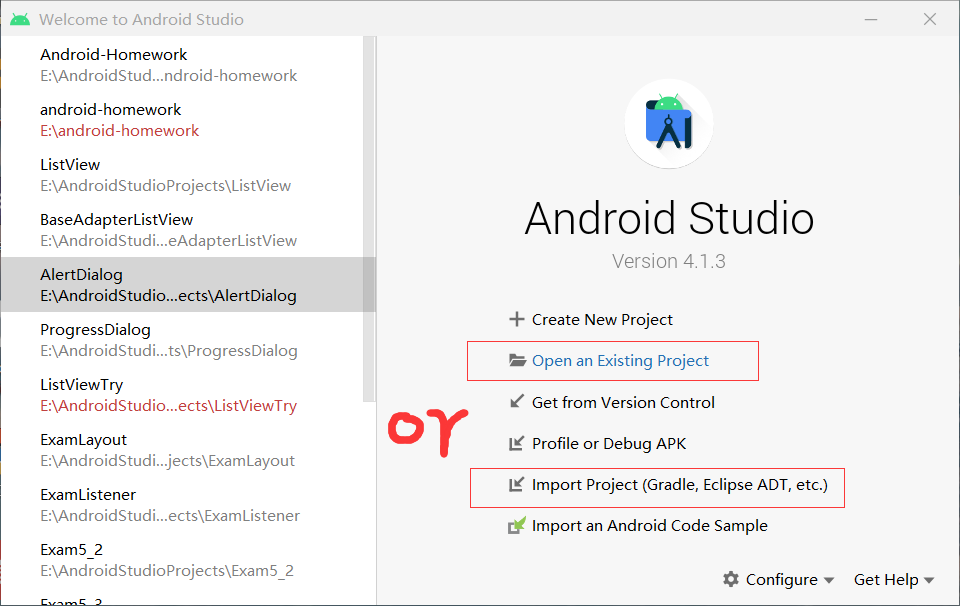 Welcome to Android Studio
Android-Homework
E:\AndroidStud...ndroid-homework
android-homework
E:\android-homework
ListView
E:\AndroidStudioProjects\ListView
BaseAdapterListView
E:\AndroidStudi...eAdapterListView
AlertDialog
E:\AndroidStudio...ects\AlertDialog
ProgressDialog
E:\AndroidStudi...ts\ProgressDialog
ListViewTry
E:\AndroidStudio...ects\ListViewTry
ExamLayout
E:\AndroidStudi...jects\ExamLayout
ExamListener
E:\AndroidStudi...ects\ExamListener
Exam5_2
E:\AndroidStudioProjects\Exam5_2
Exam5_3
Android Studio
Version 4.1.3
Create New Project
Open an Existing Project
Get from Version Control
or
Profile or Debug APK
Import Project (Gradle, Eclipse ADT, etc.)
Import an Android Code Sample
Configure
Get Help